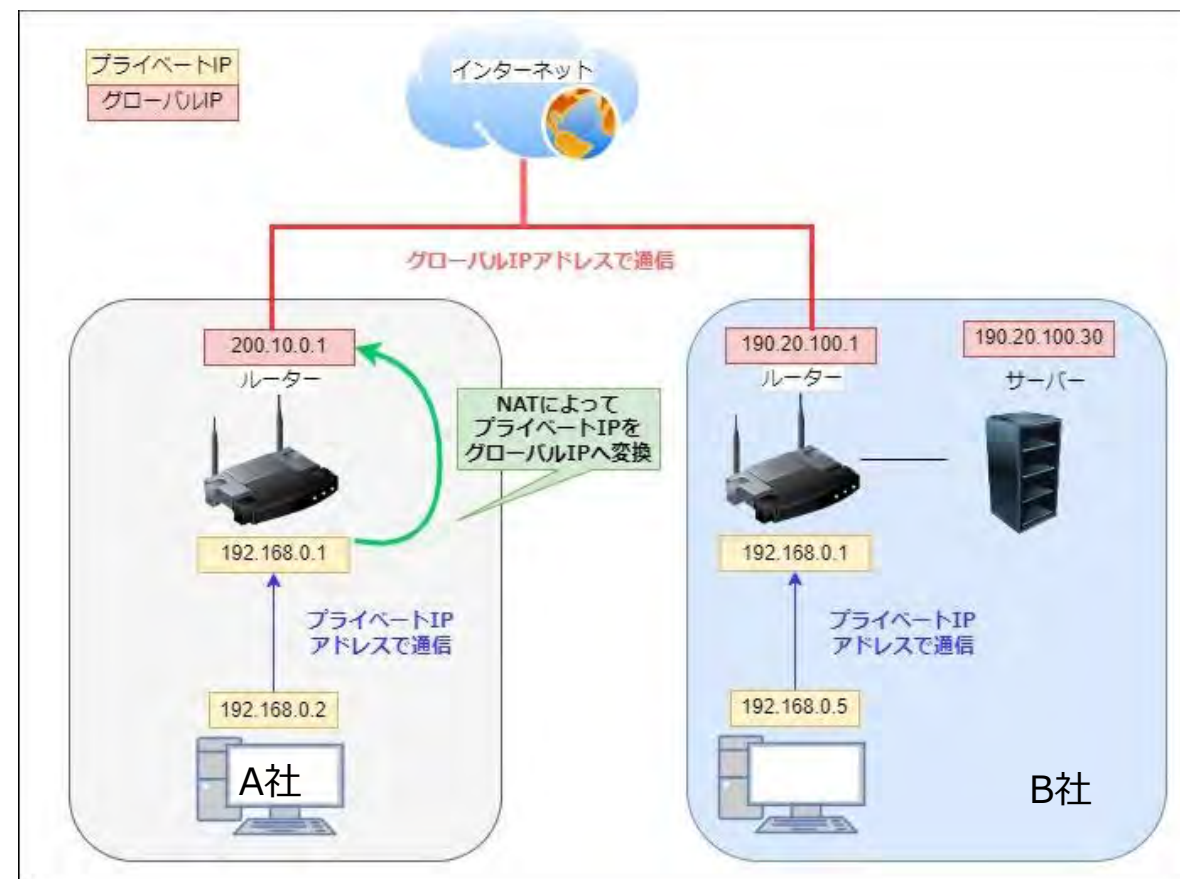 プライベートIP
グローバルIP
インターネット
グローバルIPアドレスで通信
200.10.0.1
ルーター
NATによって
プライベートIPを
グローバルIPへ変換
192.168.0.1
プライベートIP
アドレスで通信
192.168.0.2
A社
190.20.100.1
ルーター
190.20.100.30
サーバー
192.168.0.1
プライベートIP
アドレスで通信
192.168.0.5
B社